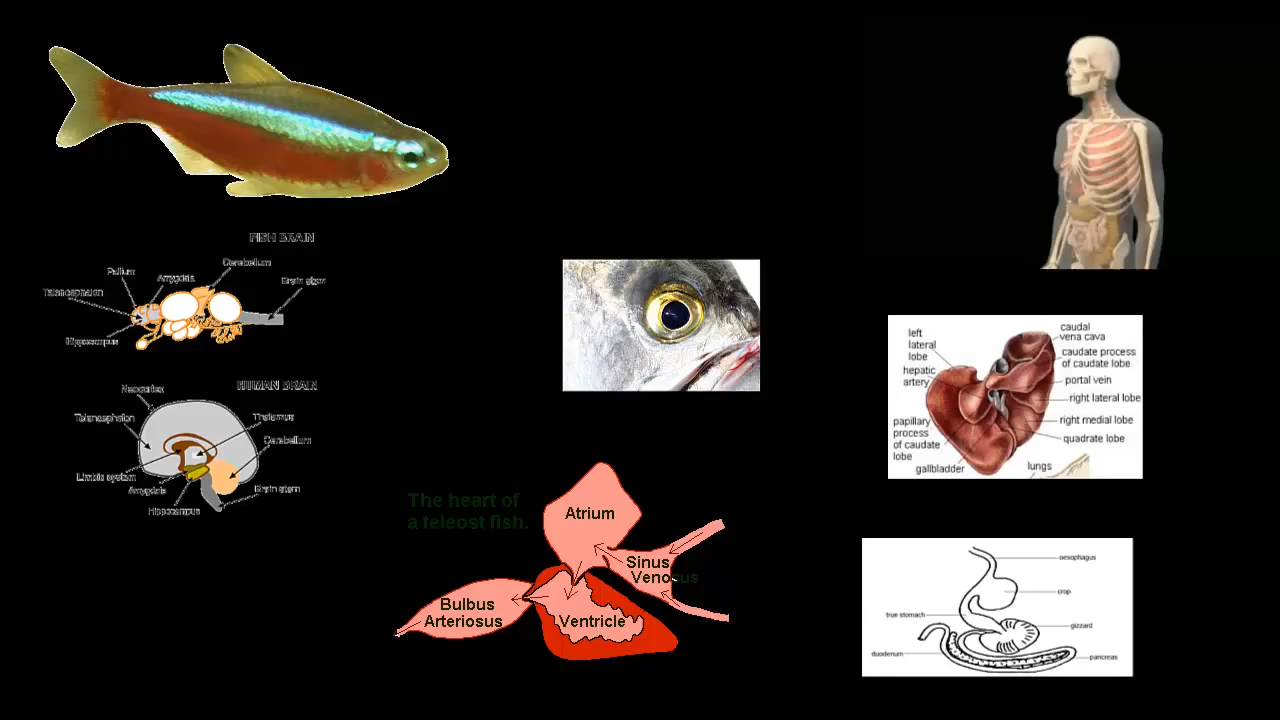 FISH BRAIN
Cerebellum
Pallium
Amygdala
Brain stem
Telencephalon
Hippocampus
HUMAN BRAIN
Neocortex
Telencephalon
Thalamus
Cerebellum
Limbic system
Amygdala
Brain stem
Hippocampus
The heart of
a teleost fish.
Atrium
Sinus
Venosus
Bulbus
Arteriosus
Ventricle
left
lateral
lobe
hepatic
artery
papillary
process
of caudate
lobe
gallbladder
caudal
vena cava
caudate process
of caudate lobe
portal vein
right lateral lobe
right medial lobe
quadrate lobe
lungs
oesophagus
crop
true stomach
gizzard
duodenum
pancreas